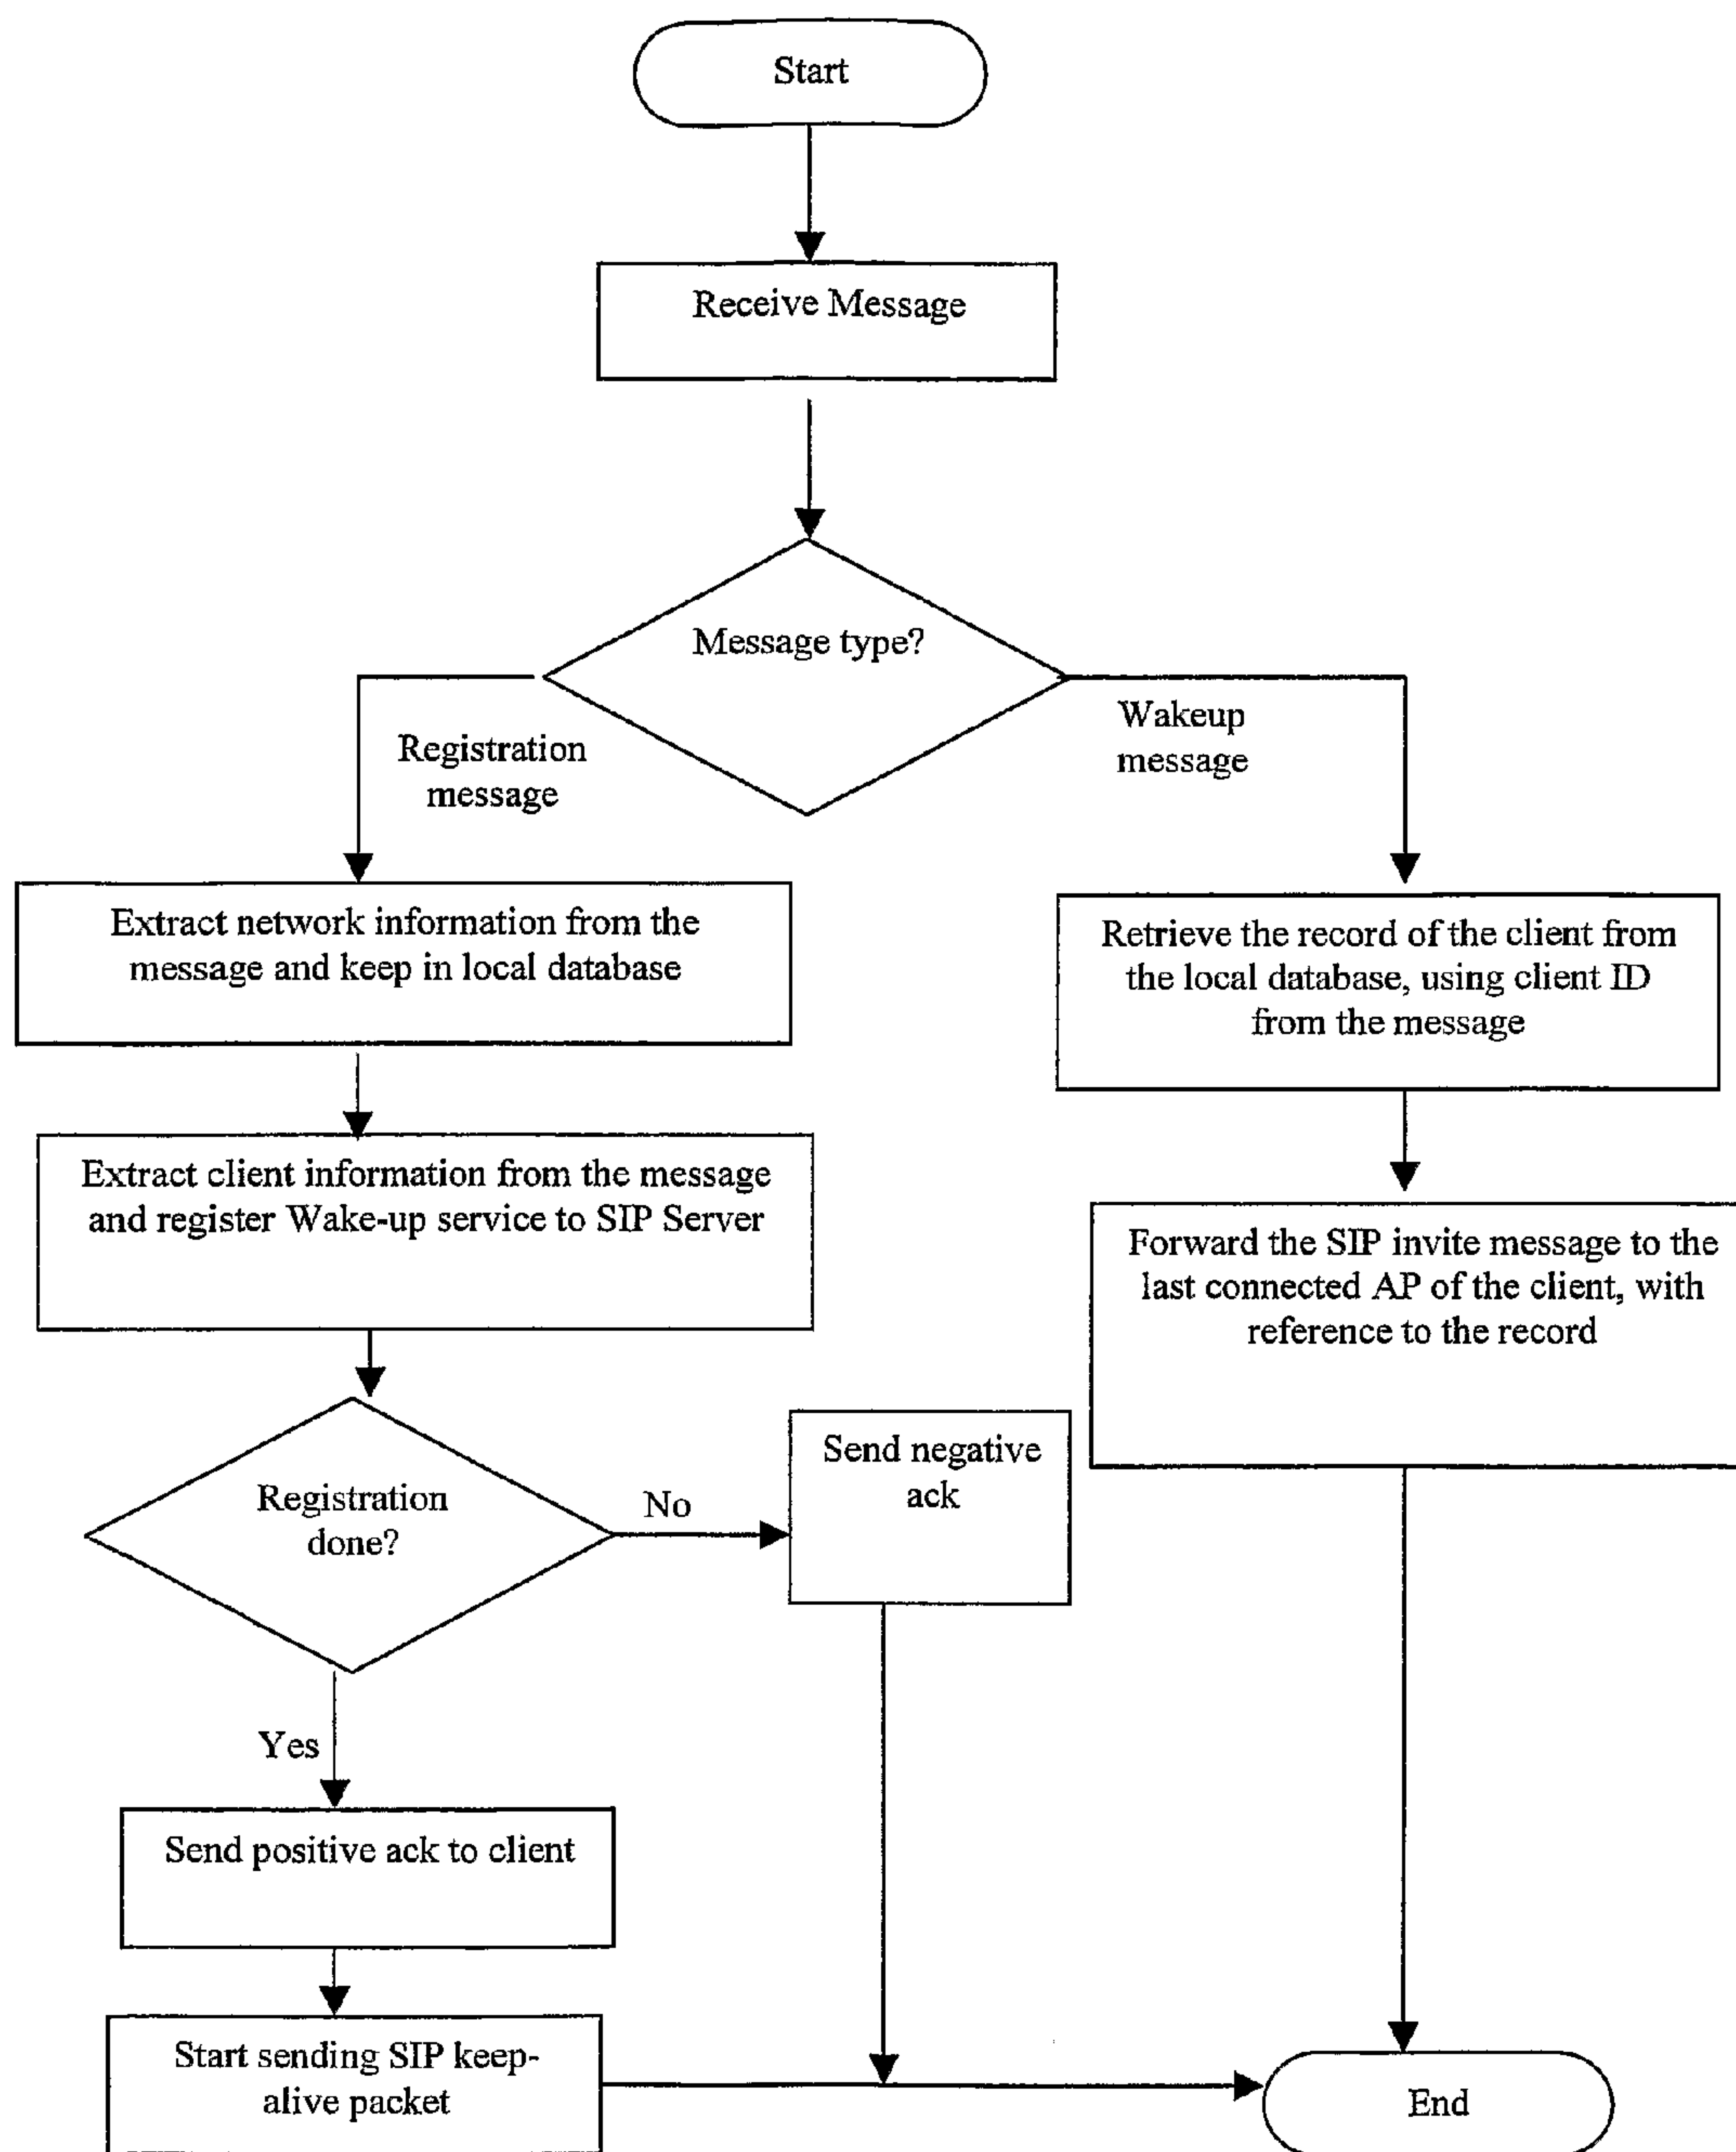 Start
Receive Message
Message type?
Registration
message
Wakeup
message
Extract network information from the
message and keep in local database
Retrieve the record of the client from
the local database, using client ID
from the message
Extract client information from the message
and register Wake-up service to SIP Server
Forward the SIP invite message to the
last connected AP of the client, with
reference to the record
Registration
done?
No
Send negative
ack
Yes
Send positive ack to client
Start sending SIP keep-
alive packet
End